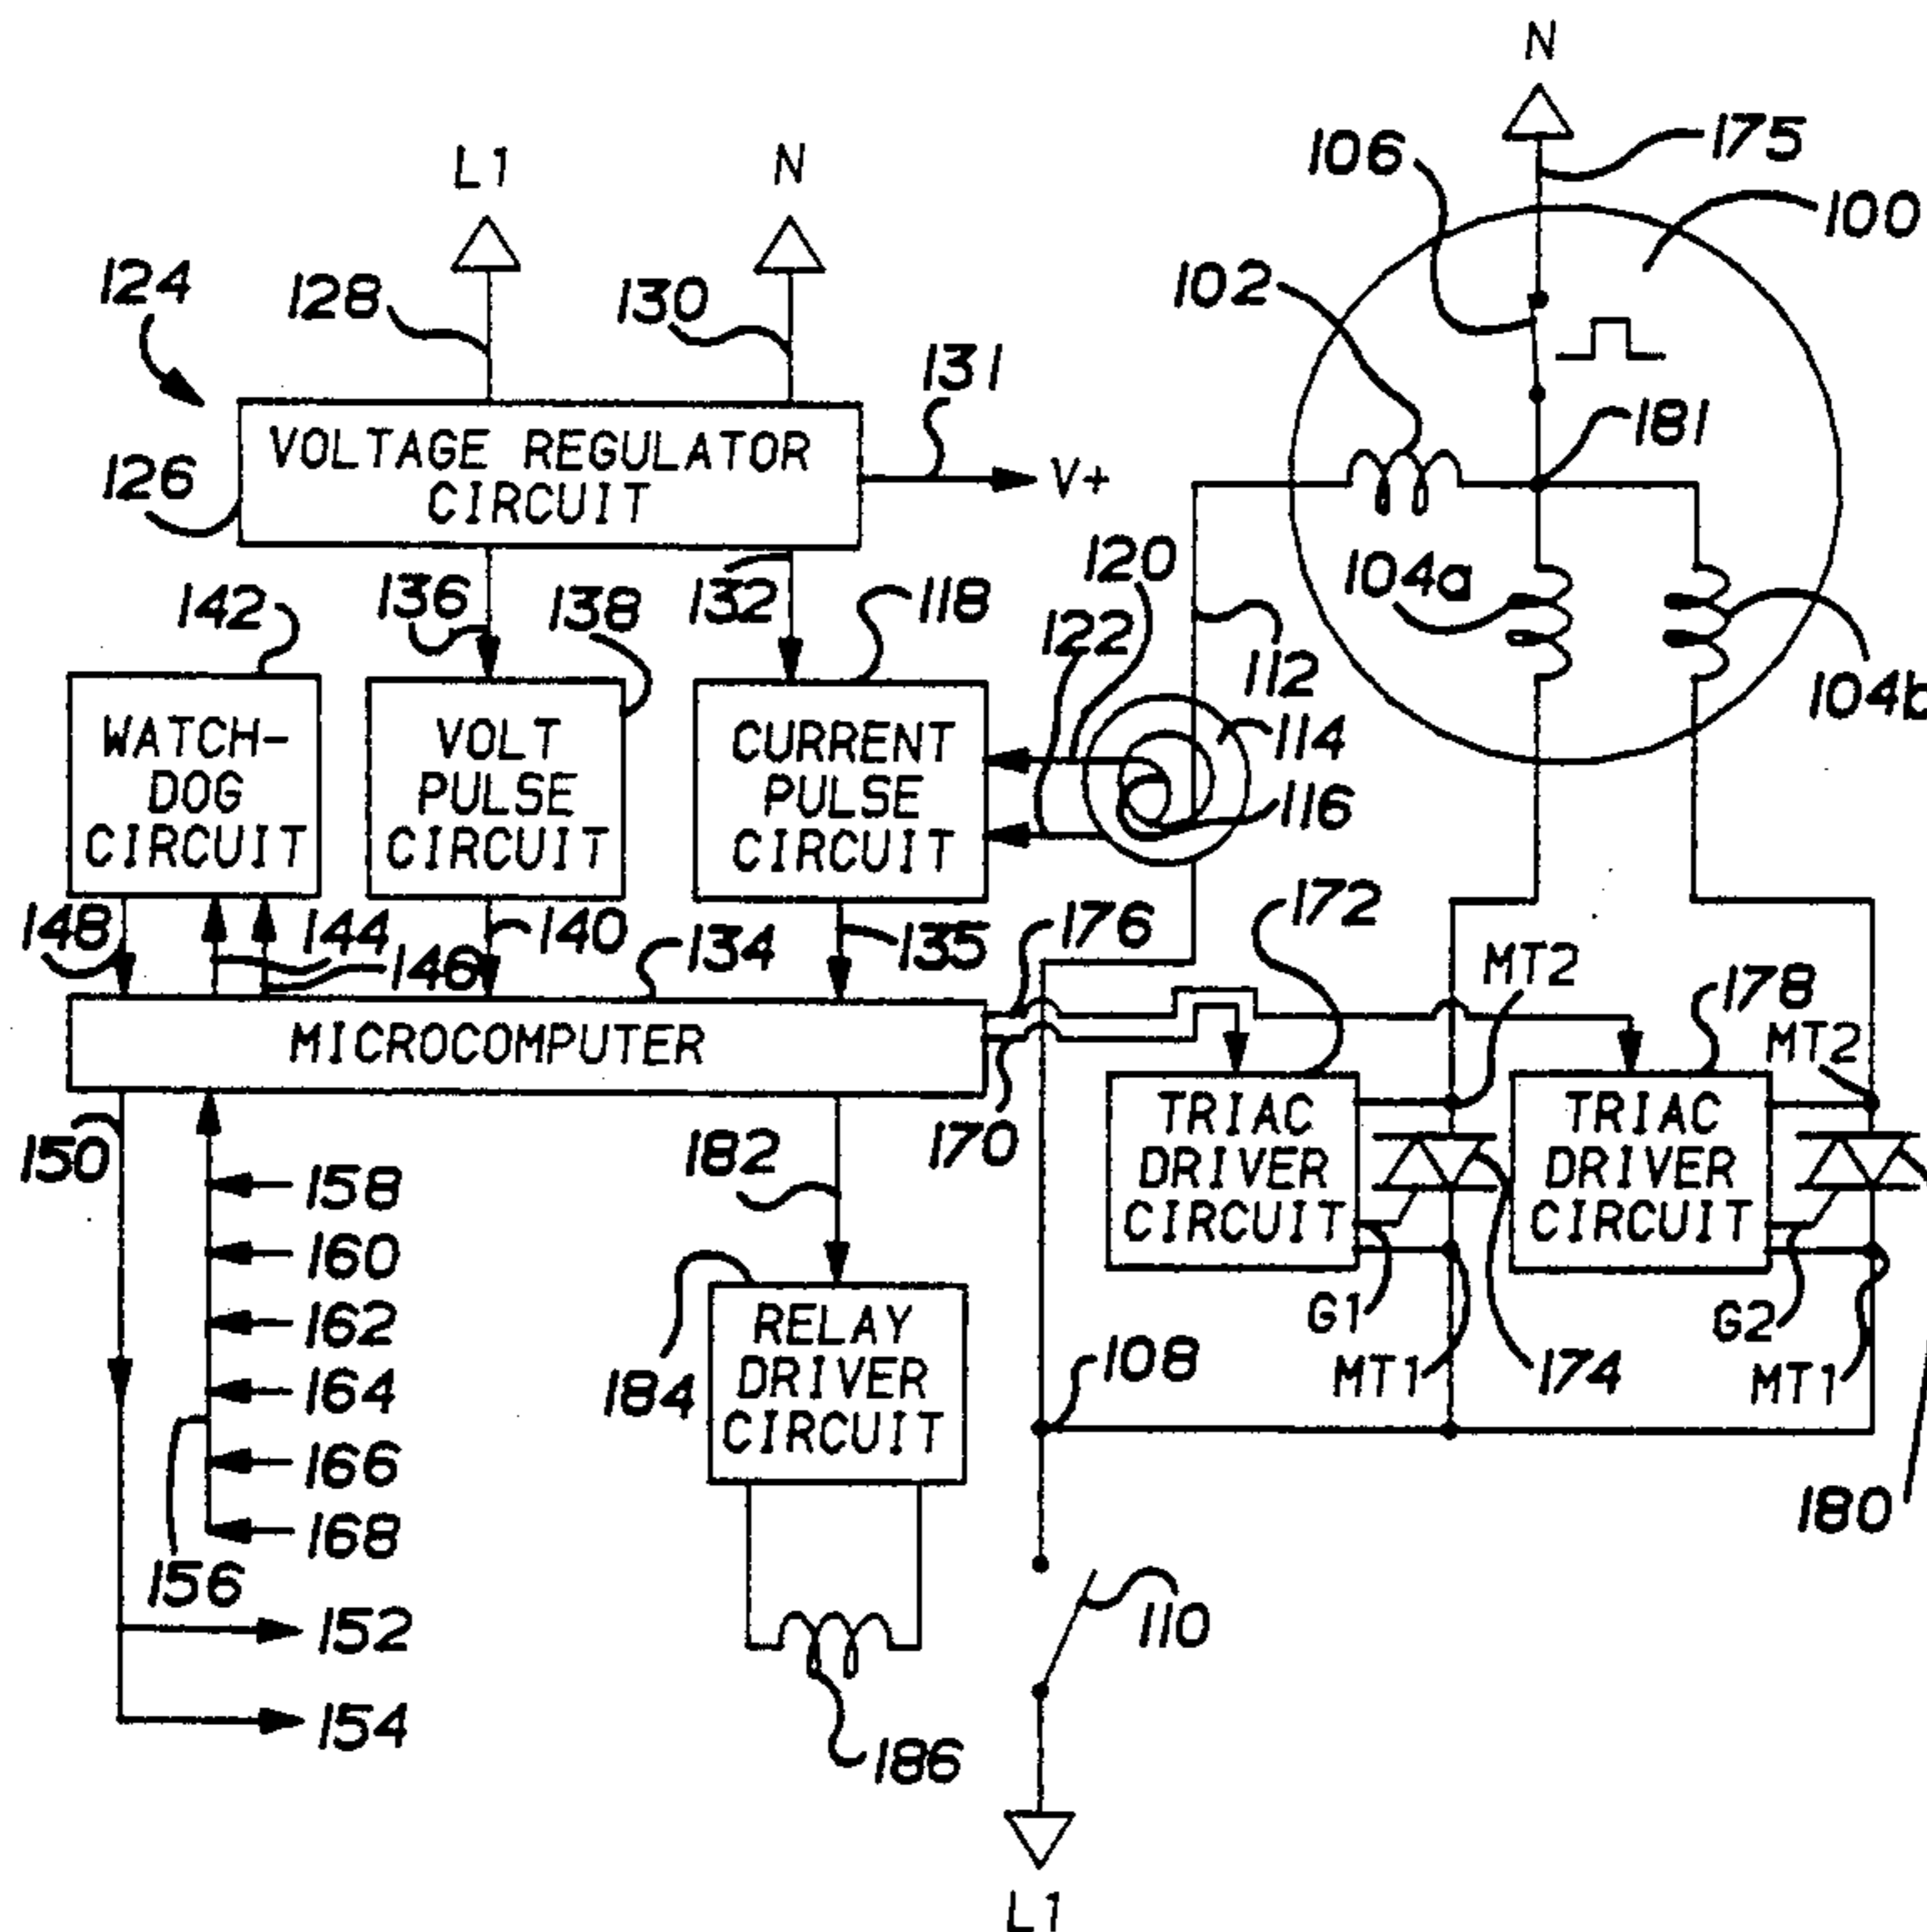 N
175
106
100
L1
N
102
124
128
130
131
VOLTAGE REGULATOR
CIRCUIT
V+
181
126
120
104a
136
132
142
138
118
122
112
104b
WATCH-
DOG
CIRCUIT
VOLT
PULSE
CIRCUIT
CURRENT
PULSE
CIRCUIT
114
116
148
144
146
140
134
135
176
172
MT2
178
MT2
MICROCOMPUTER
150
182
170
TRIAC
DRIVER
CIRCUIT
TRIAC
DRIVER
CIRCUIT
158
160
162
164
166
168
156
152
154
184
RELAY
DRIVER
CIRCUIT
G1
MT1
174
G2
MT1
180
108
110
186
L1